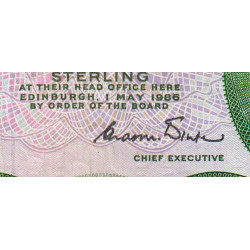 STERLING
AT THEIR HEAD OFFICE HERE
EDINBURGH, 1 MAY 1986
BY ORDER OF THE BOARD
CHIEF EXECUTIVE